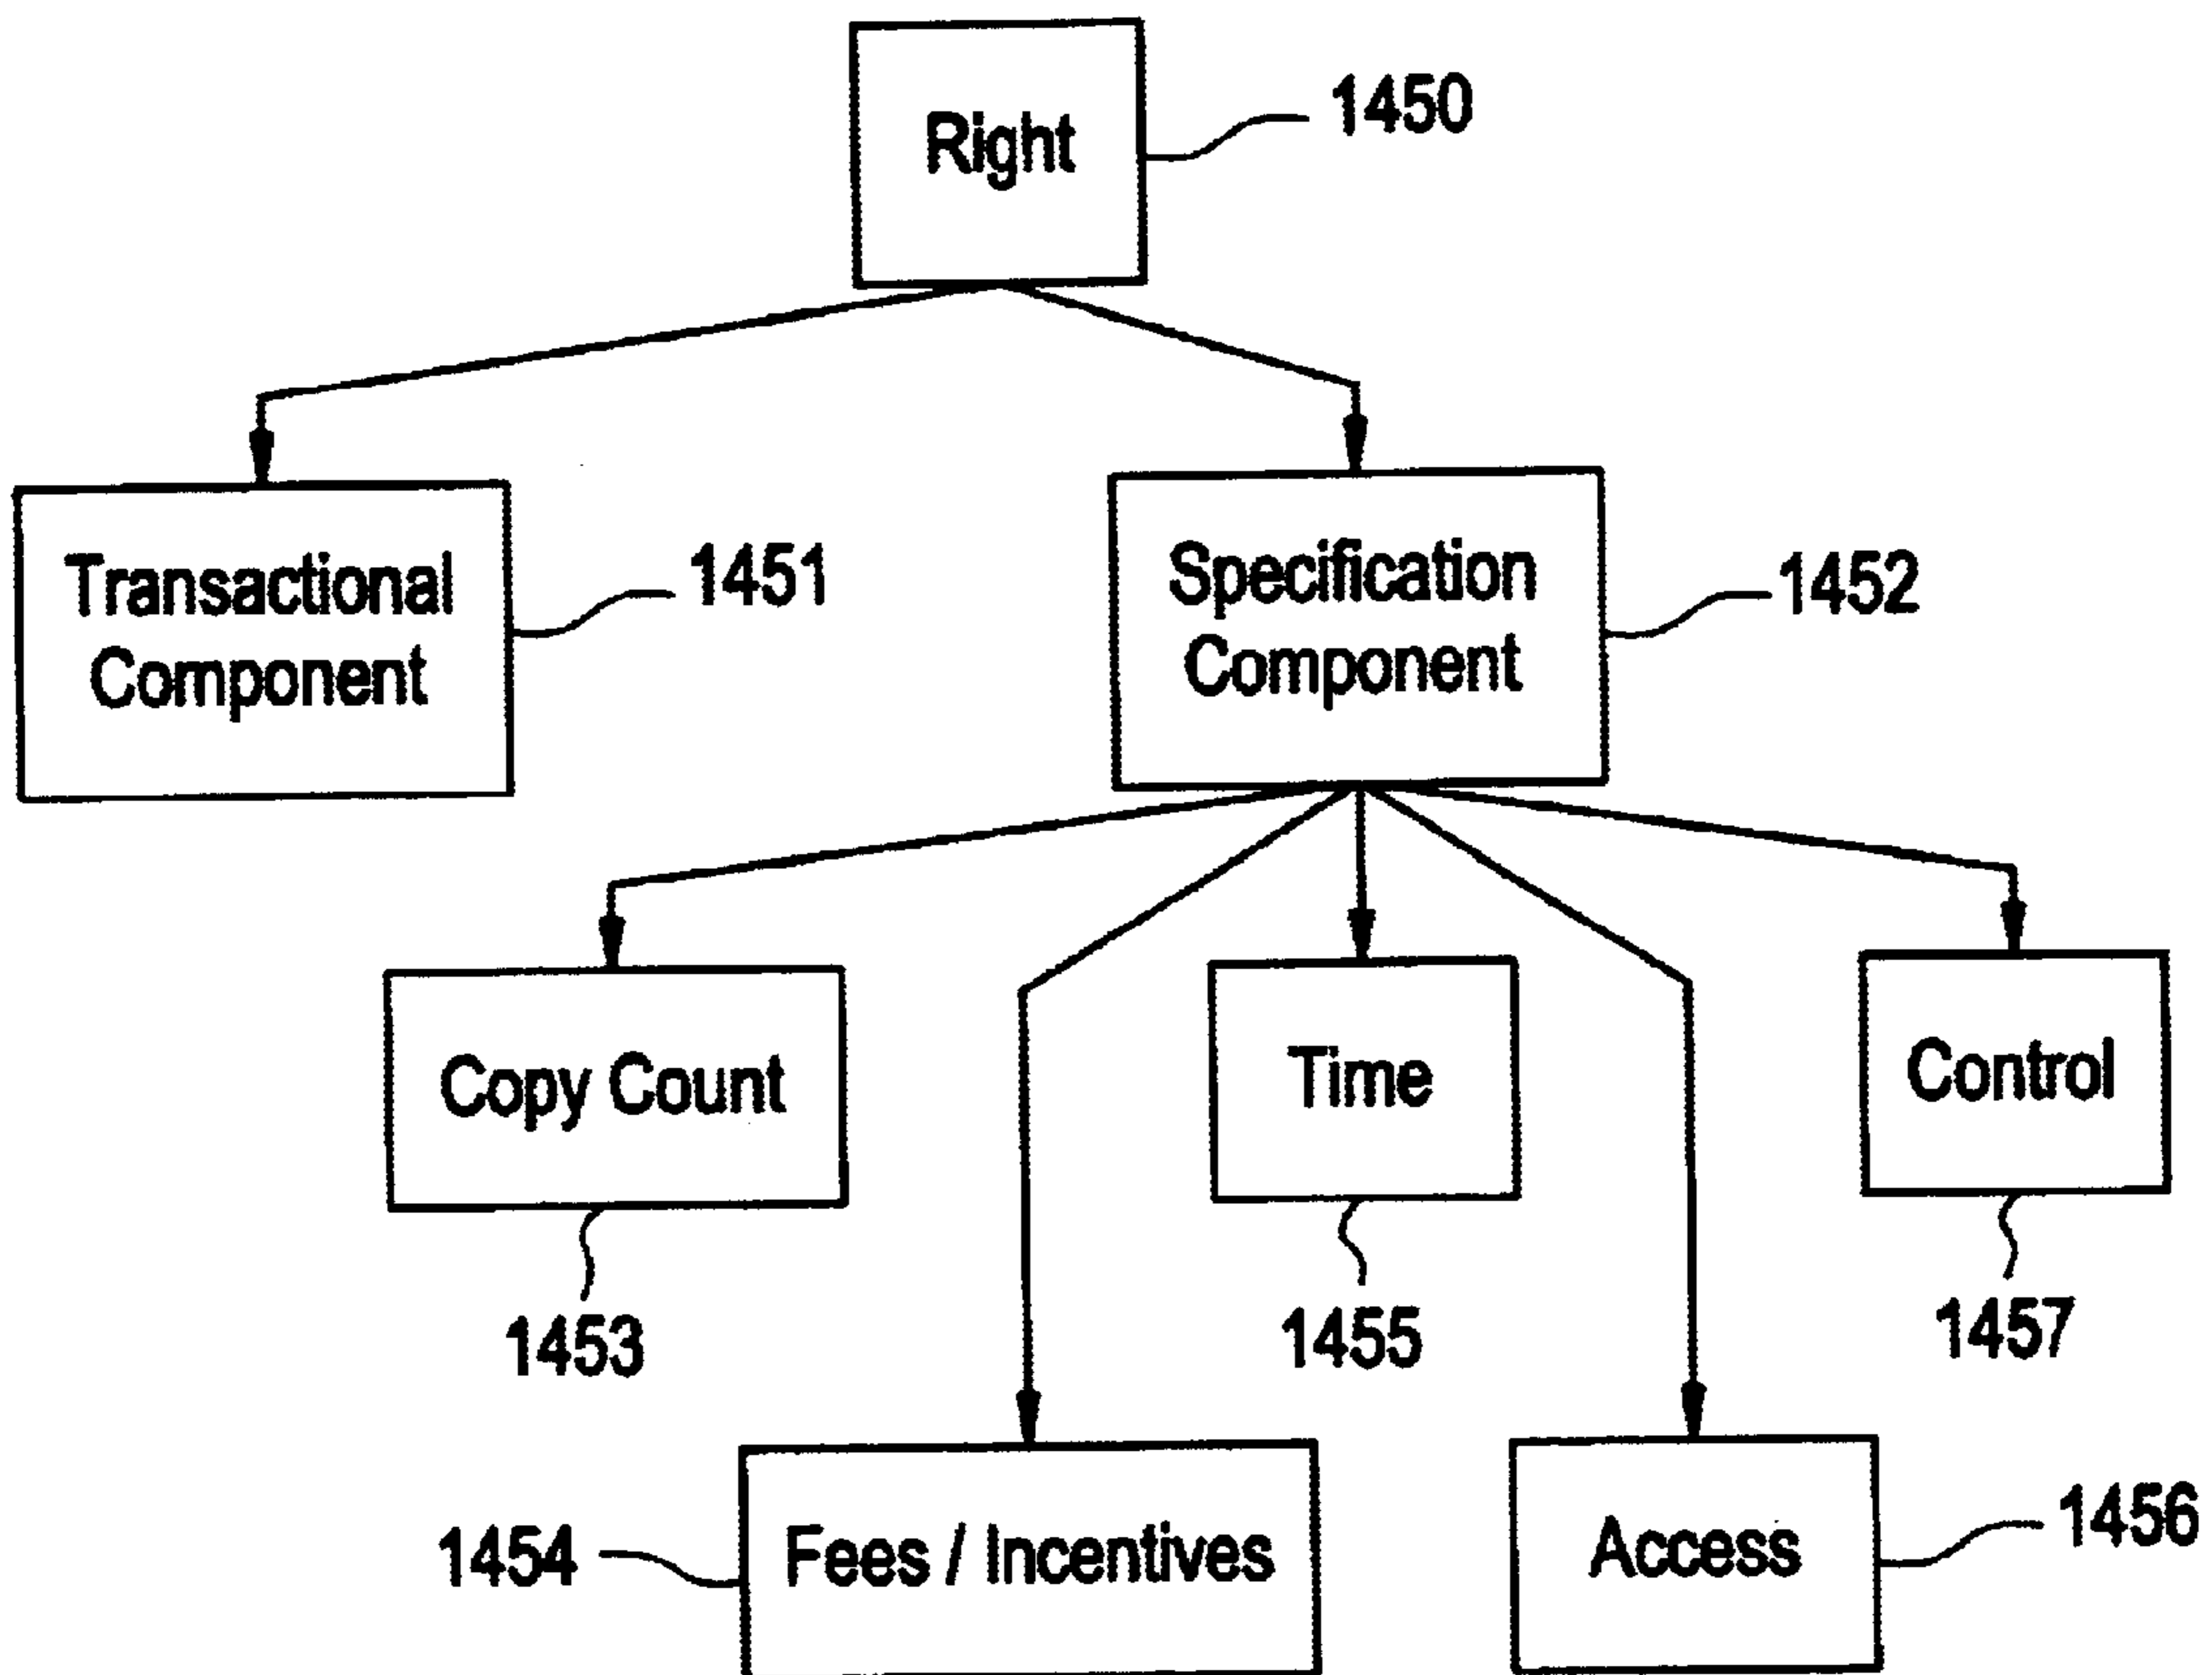 Right
1450
Transactional
Component
1451
Specification
Component
1452
Copy Count
1453
Time
1455
Control
1457
1454
Fees / Incentives
Access
1456